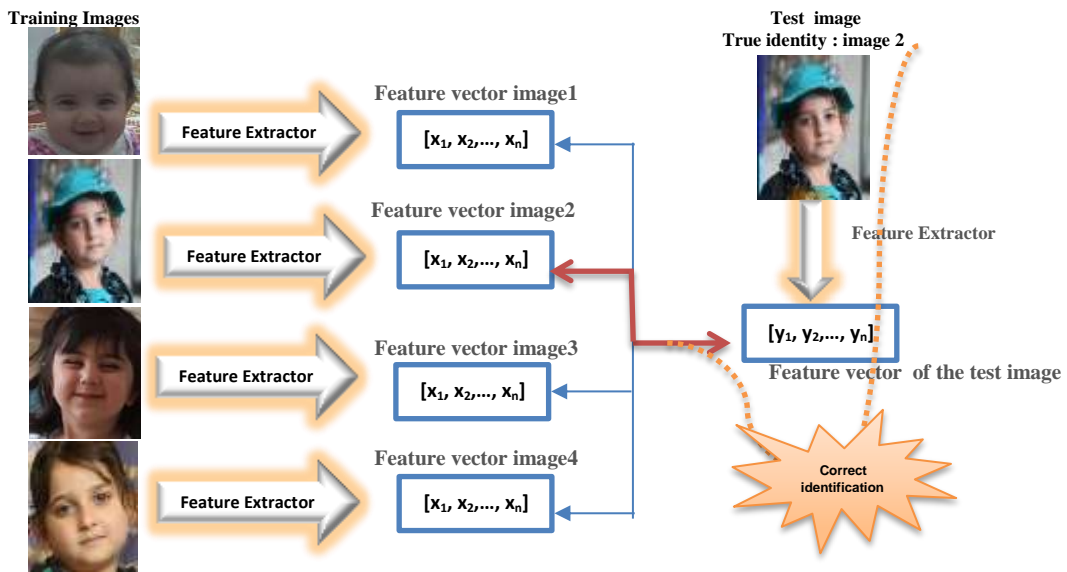 Training Images
Test image
True identity : image 2
Feature vector image1
Feature Extractor
[x₁, x₂,..., xₙ]
Feature vector image2
Feature Extractor
[x₁, x₂,..., xₙ]
Feature Extractor
[y₁, y₂,..., yₙ]
Feature vector of the test image
Feature vector image3
Feature Extractor
[x₁, x₂,..., xₙ]
Feature vector image4
Feature Extractor
[x₁, x₂,..., xₙ]
Correct
identification